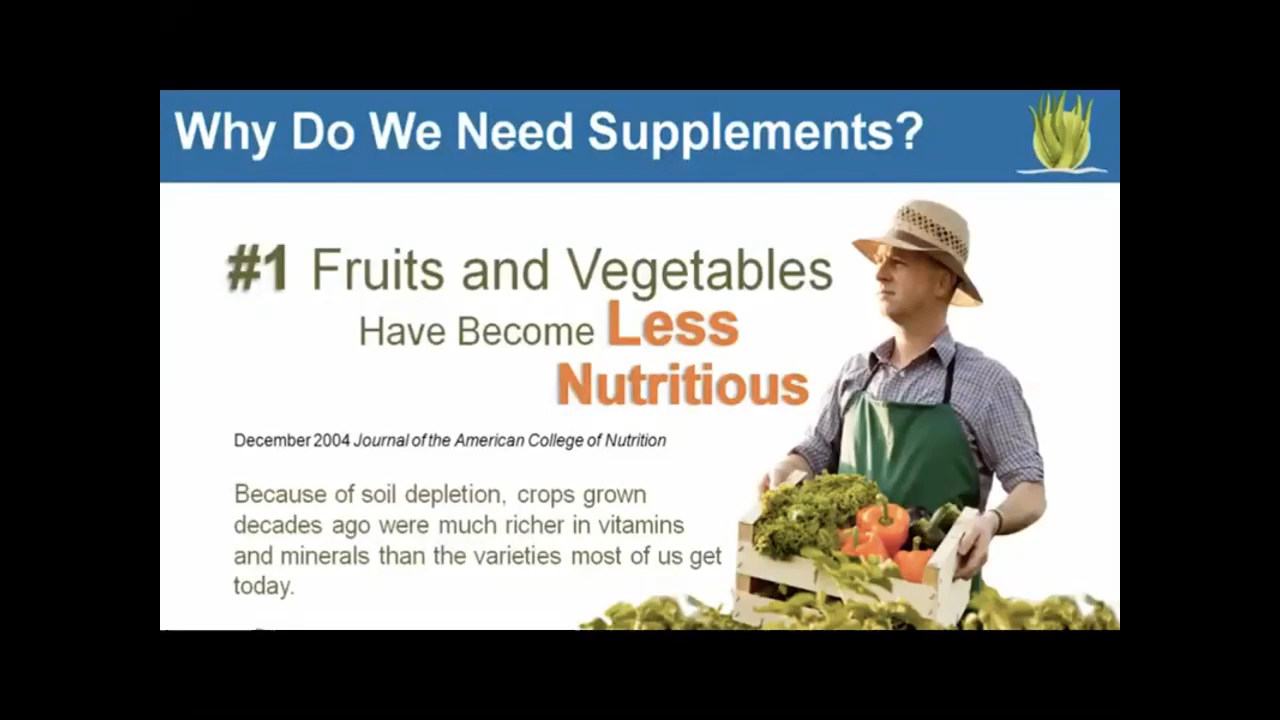 Why Do We Need Supplements?
#1 Fruits and Vegetables
Have Become Less
Nutritious
December 2004 Journal of the American College of Nutrition
Because of soil depletion, crops grown
decades ago were much richer in vitamins
and minerals than the varieties most of us get
today.